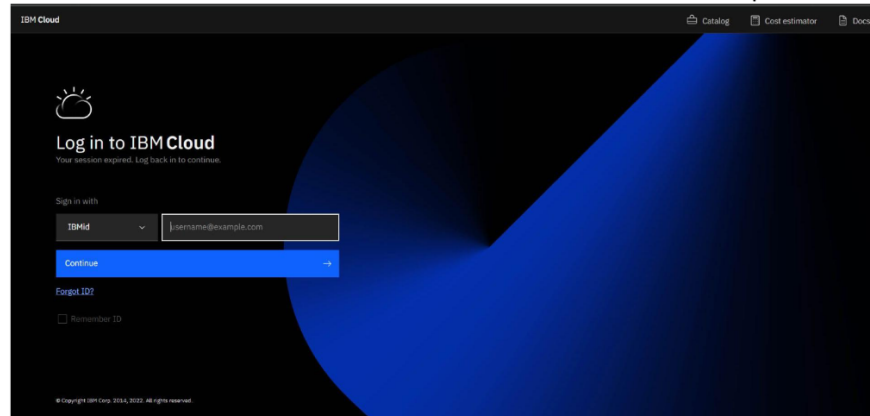 IBM Cloud
Catalog
Cost estimator
Docs
Log in to IBM Cloud
Your session expired. Log back in to continue.
Sign in with
IBMid
username@example.com
Continue
Forgot ID?
Remember ID
© Copyright IBM Corp. 2014, 2022. All rights reserved.